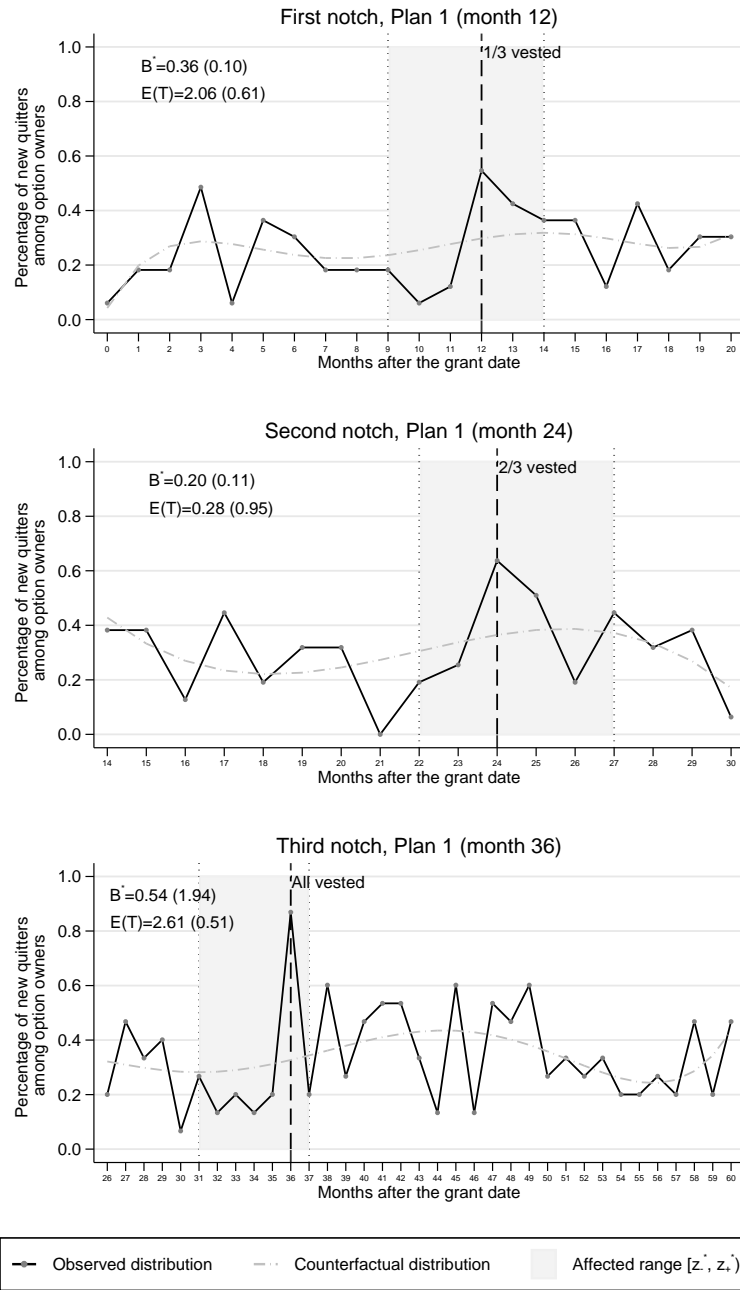 First notch, Plan 1 (month 12)
Percentage of new quitters
among option owners
1.0
0.8
0.6
0.4
0.2
0.0
B*=0.36 (0.10)
E(T)=2.06 (0.61)
1/3 vested
0 1 2 3 4 5 6 7 8 9 10 11 12 13 14 15 16 17 18 19 20
Months after the grant date
Second notch, Plan 1 (month 24)
Percentage of new quitters
among option owners
1.0
0.8
0.6
0.4
0.2
0.0
B*=0.20 (0.11)
E(T)=0.28 (0.95)
2/3 vested
14 15 16 17 18 19 20 21 22 23 24 25 26 27 28 29 30
Months after the grant date
Third notch, Plan 1 (month 36)
Percentage of new quitters
among option owners
1.0
0.8
0.6
0.4
0.2
0.0
B*=0.54 (1.94)
E(T)=2.61 (0.51)
All vested
26 27 28 29 30 31 32 33 34 35 36 37 38 39 40 41 42 43 44 45 46 47 48 49 50 51 52 53 54 55 56 57 58 59 60
Months after the grant date
Observed distribution
Counterfactual distribution
Affected range [z-*, z+*)